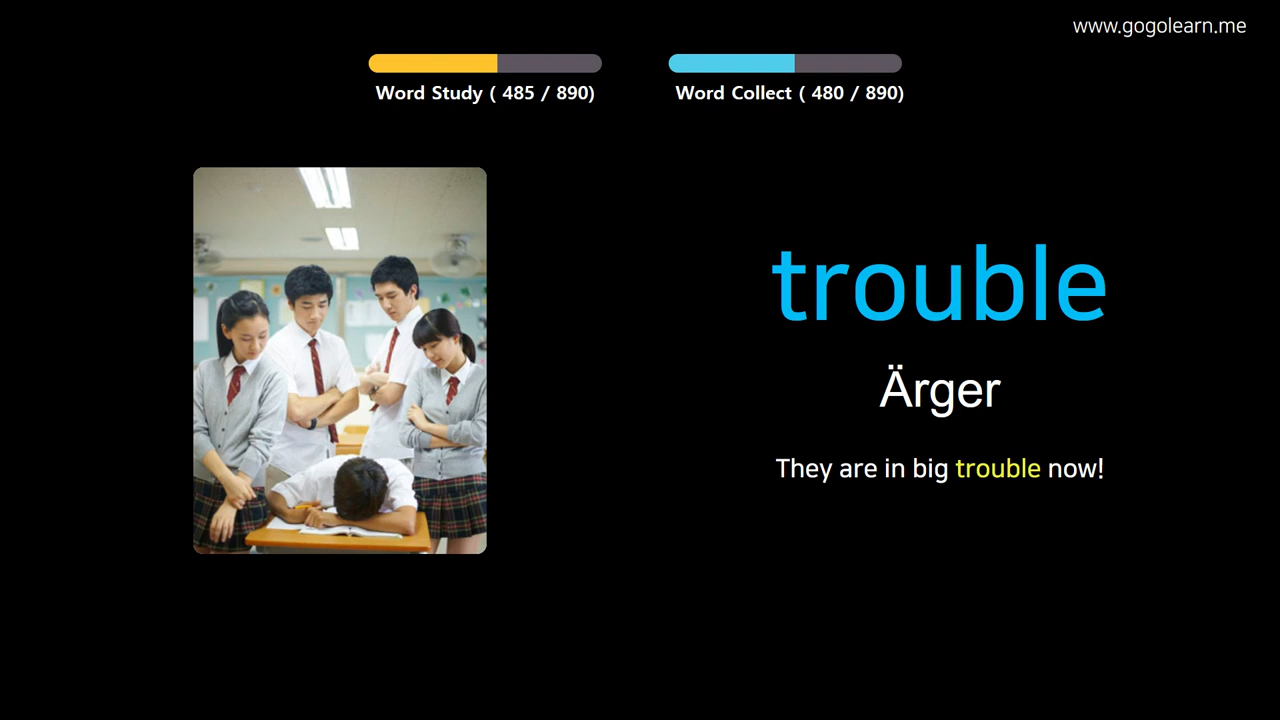 www.gogolearn.me
Word Study ( 485 / 890)
Word Collect ( 480 / 890)
trouble
Ärger
They are in big trouble now!